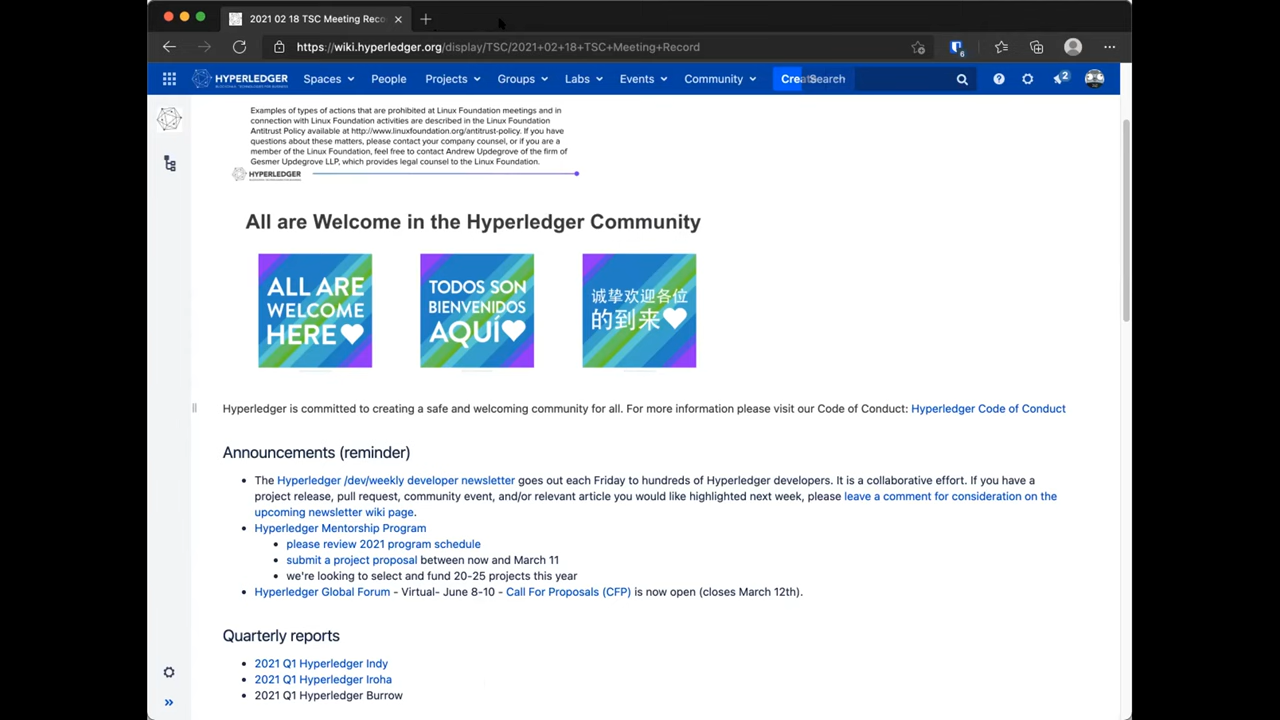 2021 02 18 TSC Meeting Reco
https://wiki.hyperledger.org/display/TSC/2021+02+18+TSC+Meeting+Record
6
HYPERLEDGER
Spaces
People
Projects
Groups
Labs
Events
Community
Create
Search
2
Examples of types of actions that are prohibited at Linux Foundation meetings and in
connection with Linux Foundation activities are described in the Linux Foundation
Antitrust Policy available at http://www.linuxfoundation.org/antitrust-policy. If you have
questions about these matters, please contact your company counsel, or if you are a
member of the Linux Foundation, feel free to contact Andrew Updegrove of the firm of
Gesmer Updegrove LLP, which provides legal counsel to the Linux Foundation.
HYPERLEDGER
All are Welcome in the Hyperledger Community
ALL ARE
WELCOME
HERE
TODOS SON
BIENVENIDOS
AQUÍ
诚挚欢迎各位
的到来
Hyperledger is committed to creating a safe and welcoming community for all. For more information please visit our Code of Conduct: Hyperledger Code of Conduct
Announcements (reminder)
The Hyperledger /dev/weekly developer newsletter goes out each Friday to hundreds of Hyperledger developers. It is a collaborative effort. If you have a
project release, pull request, community event, and/or relevant article you would like highlighted next week, please leave a comment for consideration on the
upcoming newsletter wiki page.
Hyperledger Mentorship Program
please review 2021 program schedule
submit a project proposal between now and March 11
we're looking to select and fund 20-25 projects this year
Hyperledger Global Forum - Virtual- June 8-10 - Call For Proposals (CFP) is now open (closes March 12th).
Quarterly reports
2021 Q1 Hyperledger Indy
2021 Q1 Hyperledger Iroha
2021 Q1 Hyperledger Burrow